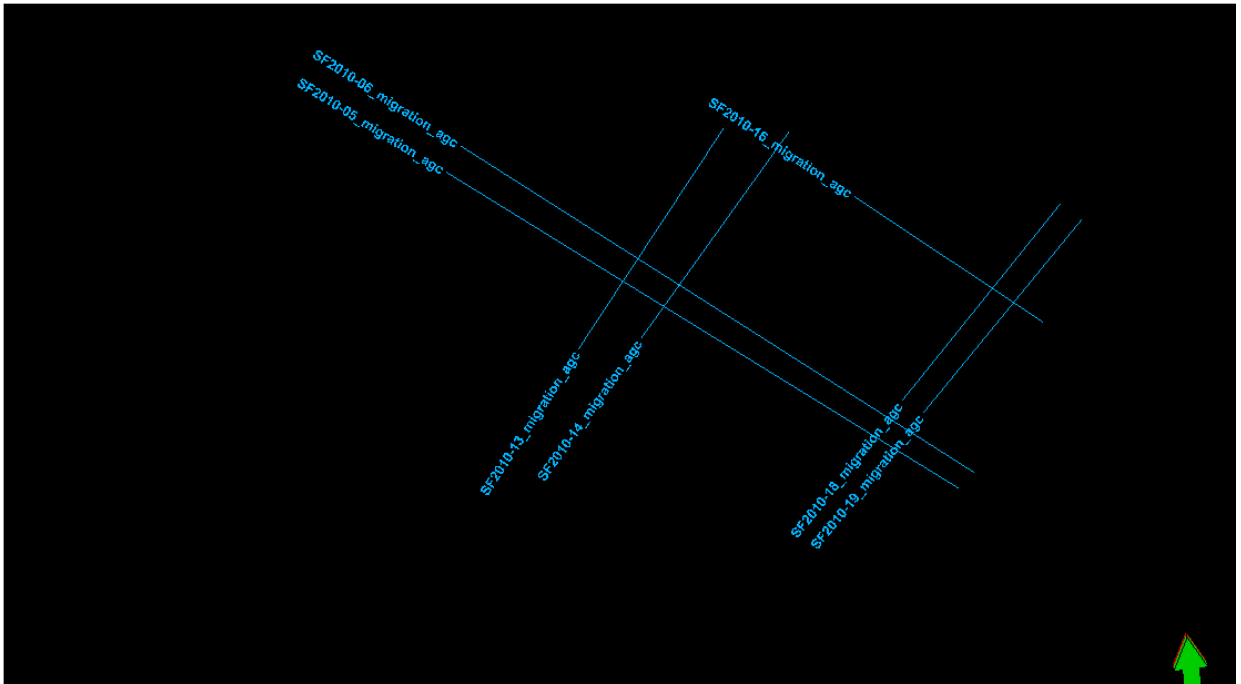 SF2010-06_migration_agc
SF2010-05_migration_agc
SF2010-16_migration_agc
SF2010-13_migration_agc
SF2010-14_migration_agc
SF2010-18_migration_agc
SF2010-19_migration_agc